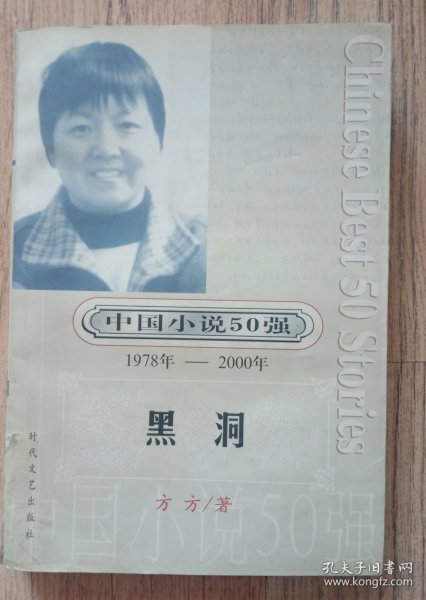 Chinese Best 50 Stories
中国小说50强
1978年 — 2000年
黑洞
方方/著
时代文艺出版社
中国小说50强
孔夫子旧书网
www.kongfz.com